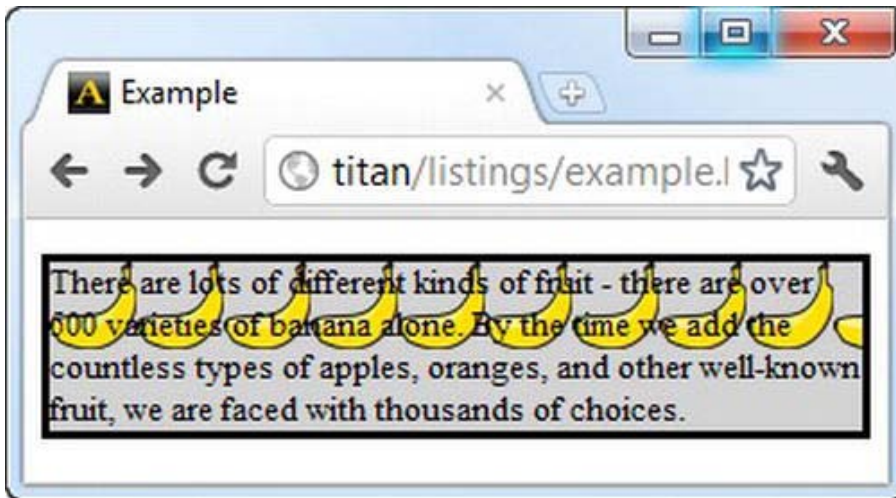 A Example
titan/listings/example.
There are lots of different kinds of fruit - there are over
600 varieties of banana alone. By the time we add the
countless types of apples, oranges, and other well-known
fruit, we are faced with thousands of choices.